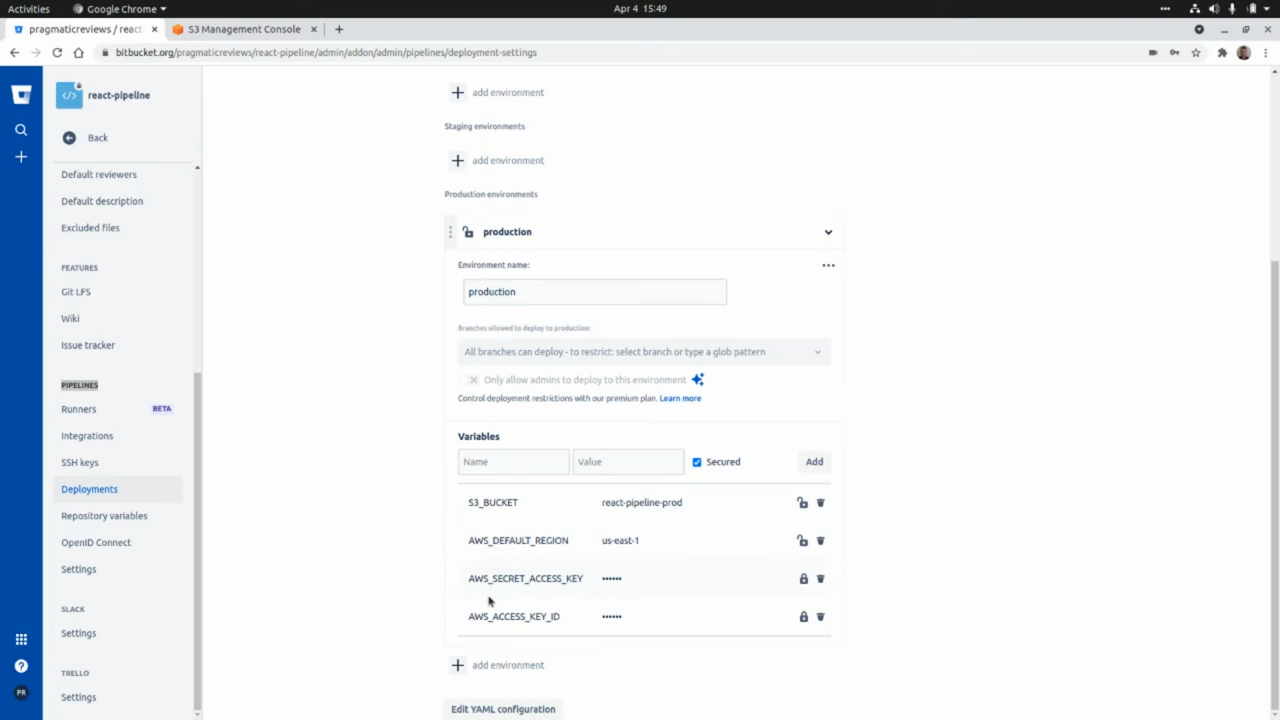 Activities
Google Chrome
Apr 4 15:49
pragmaticreviews / react
S3 Management Console
bitbucket.org/pragmaticreviews/react-pipeline/admin/addon/admin/pipelines/deployment-settings
react-pipeline
Back
Default reviewers
Default description
Excluded files
FEATURES
Git LFS
Wiki
Issue tracker
PIPELINES
Runners BETA
Integrations
SSH keys
Deployments
Repository variables
OpenID Connect
Settings
SLACK
Settings
TRELLO
Settings
PR
add environment
Staging environments
add environment
Production environments
production
Environment name:
production
Branches allowed to deploy to production:
All branches can deploy - to restrict: select branch or type a glob pattern
Only allow admins to deploy to this environment
Control deployment restrictions with our premium plan. Learn more
Variables
Name Value Secured Add
S3_BUCKET react-pipeline-prod
AWS_DEFAULT_REGION us-east-1
AWS_SECRET_ACCESS_KEY ••••••
AWS_ACCESS_KEY_ID ••••••
add environment
Edit YAML configuration